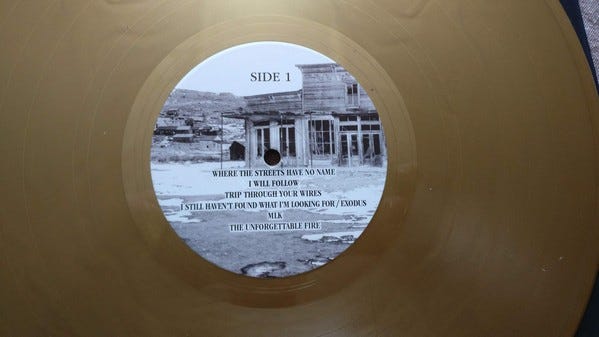 SIDE 1
WHERE THE STREETS HAVE NO NAME
I WILL FOLLOW
TRIP THROUGH YOUR WIRES
I STILL HAVEN'T FOUND WHAT I'M LOOKING FOR / EXODUS
MLK
THE UNFORGETTABLE FIRE